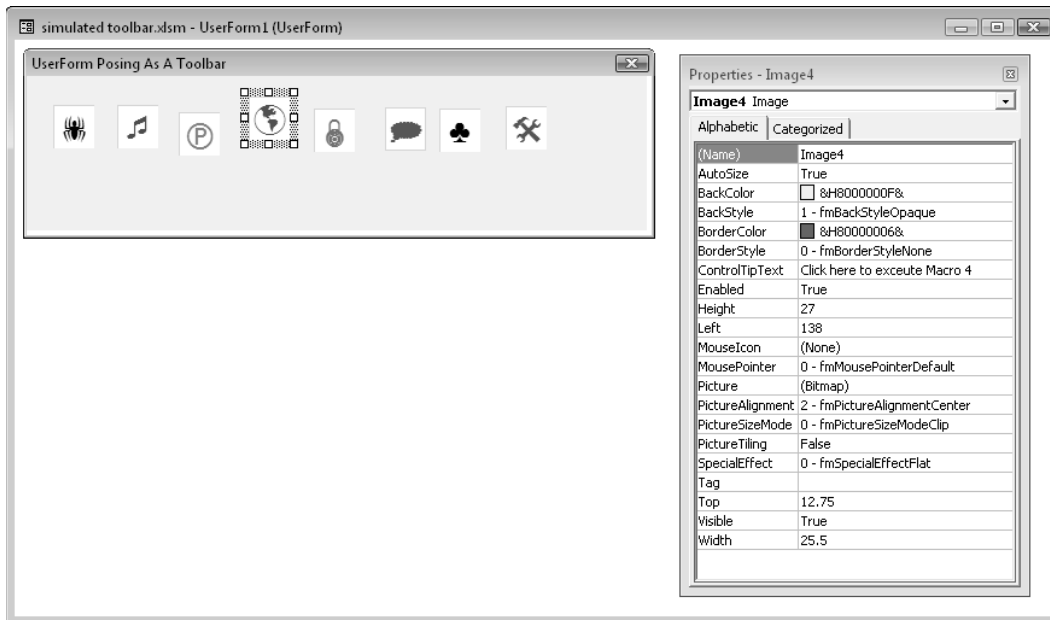 simulated toolbar.xlsm - UserForm1 (UserForm)
UserForm Posing As A Toolbar
P
Properties - Image4
Image4 Image
Alphabetic Categorized
(Name) Image4
AutoSize True
BackColor &H8000000F&
BackStyle 1 - fmBackStyleOpaque
BorderColor &H80000006&
BorderStyle 0 - fmBorderStyleNone
ControlTipText Click here to exceute Macro 4
Enabled True
Height 27
Left 138
MouseIcon (None)
MousePointer 0 - fmMousePointerDefault
Picture (Bitmap)
PictureAlignment 2 - fmPictureAlignmentCenter
PictureSizeMode 0 - fmPictureSizeModeClip
PictureTiling False
SpecialEffect 0 - fmSpecialEffectFlat
Tag
Top 12.75
Visible True
Width 25.5